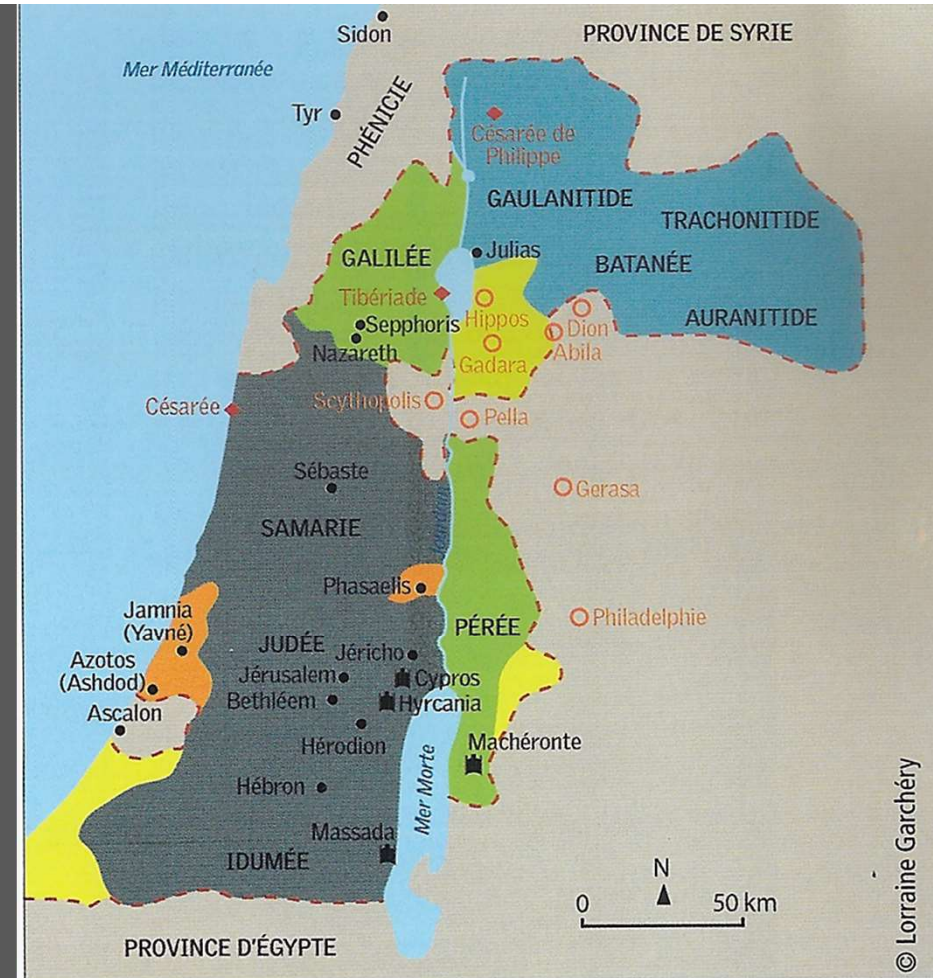 Sidon
PROVINCE DE SYRIE
Mer Méditerranée
Tyr
PHÉNICIE
Césarée de
Philippe
GAULANITIDE
TRACHONITIDE
Julias
BATANÉE
GALILÉE
Tibériade
Hippos
AURANITIDE
Sepphoris
Dion
Nazareth
Gadara
Abila
Césarée
Scythopolis
Pella
Sébaste
Gerasa
SAMARIE
Jourdain
Phasaelis
Jamnia
(Yavné)
PÉRÉE
Philadelphie
JUDÉE
Jéricho
Azotos
(Ashdod)
Jérusalem
Cypros
Bethléem
Hyrcania
Ascalon
Hérodion
Machéronte
Mer Morte
Hébron
Massada
IDUMÉE
N
0 50 km
PROVINCE D'ÉGYPTE
© Lorraine Garchéry